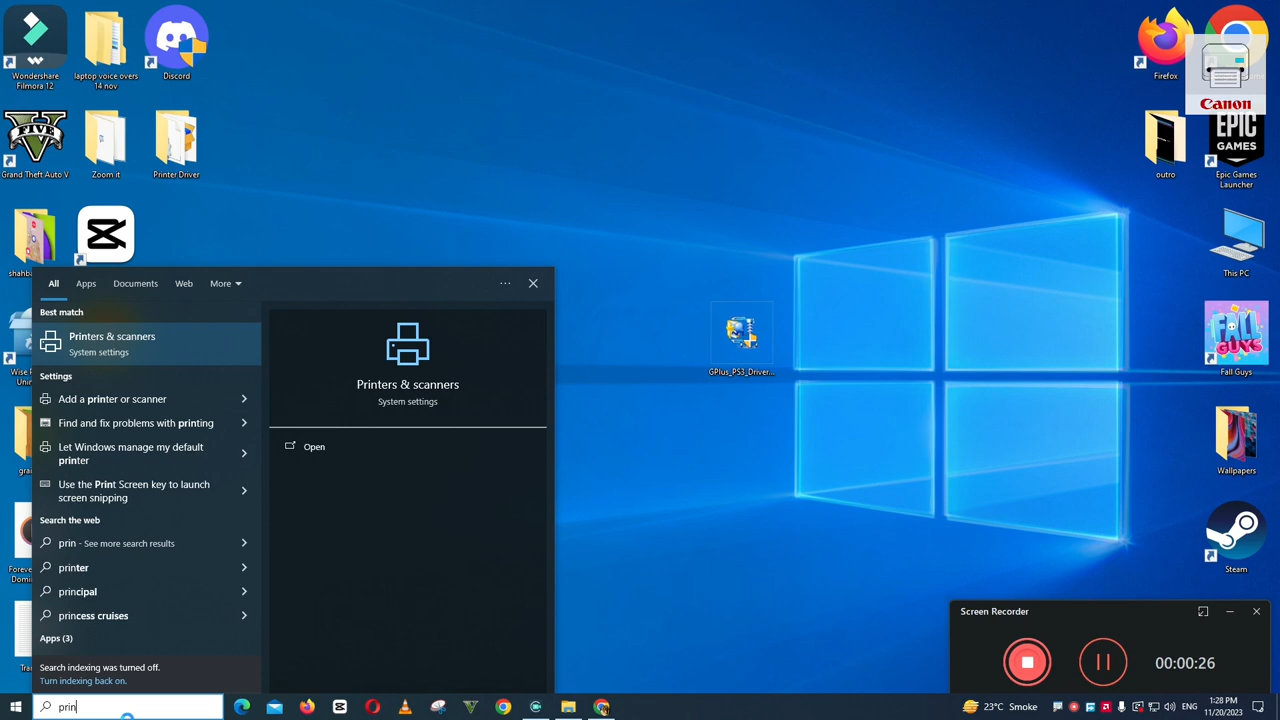 Wondershare
Filmora 12
laptop voice overs
14 nov
Discord
Firefox
Canon
Grand Theft Auto V
Zoom it
Printer Driver
outro
EPIC
GAMES
Epic Games
Launcher
FIVE
This PC
Fall Guys
Wallpapers
Steam
GPlus_PS3_Driver...
All
Apps
Documents
Web
More
Best match
Printers & scanners
System settings
Settings
Add a printer or scanner
Find and fix problems with printing
Let Windows manage my default
printer
Use the Print Screen key to launch
screen snipping
Search the web
prin - See more search results
printer
principal
princess cruises
Apps (3)
Search indexing was turned off.
Turn indexing back on.
Printers & scanners
System settings
Open
Screen Recorder
00:00:26
prin
23°C Smoke
ENG
1:28 PM
11/20/2023